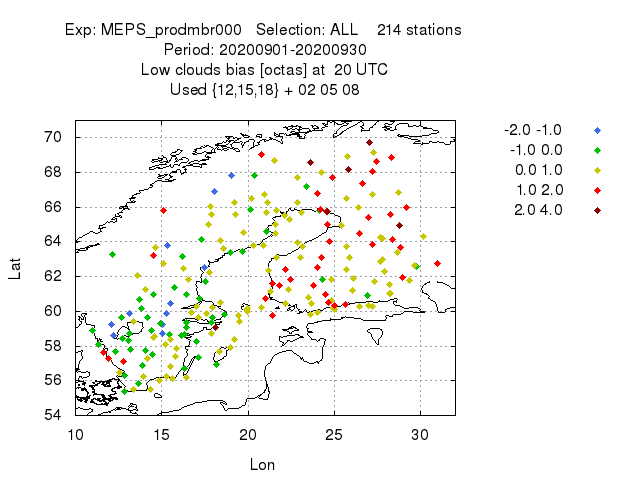 Exp: MEPS_prodmbr000   Selection: ALL    214 stations
Period: 20200901-20200930
Low clouds bias [octas] at  20 UTC
Used {12,15,18} + 02 05 08
-2.0 -1.0
-1.0 0.0
0.0 1.0
1.0 2.0
2.0 4.0
70
68
66
64
62
60
58
56
54
Lat
10 15 20 25 30
Lon